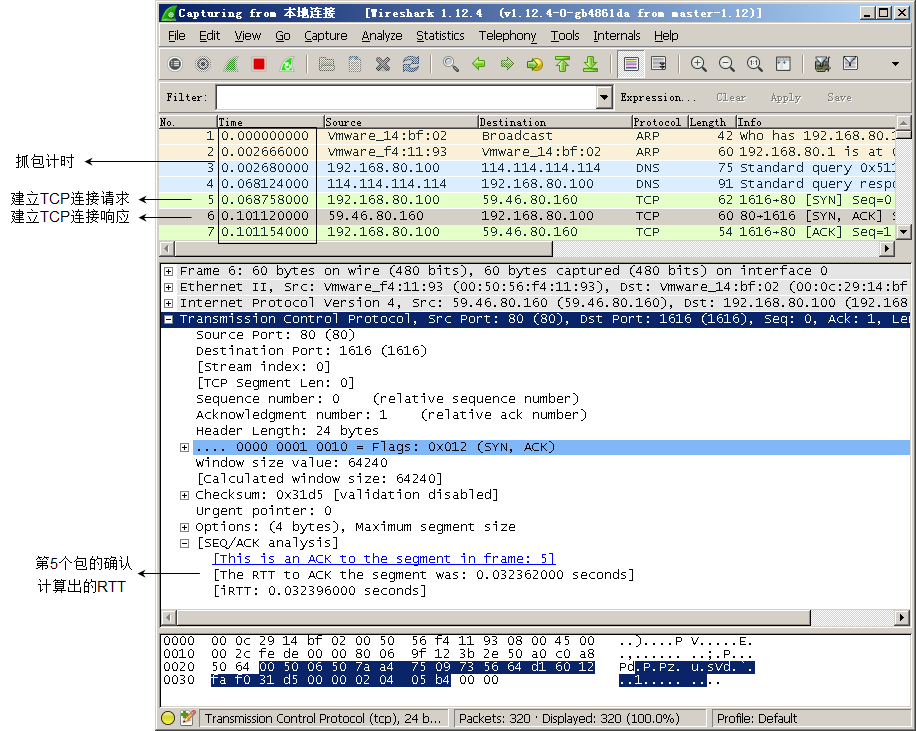 Capturing from 本地连接 [Wireshark 1.12.4 (v1.12.4-0-gb4861da from master-1.12)]
File Edit View Go Capture Analyze Statistics Telephony Tools Internals Help
Filter: Expression... Clear Apply Save
No. Time Source Destination Protocol Length Info
1 0.000000000 Vmware_14:bf:02 Broadcast ARP 42 Who has 192.168.80.1
2 0.002666000 Vmware_f4:11:93 Vmware_14:bf:02 ARP 60 192.168.80.1 is at
抓包计时
3 0.002680000 192.168.80.100 114.114.114.114 DNS 75 Standard query 0x51
4 0.068124000 114.114.114.114 192.168.80.100 DNS 91 Standard query respo
建立TCP连接请求
5 0.068758000 192.168.80.100 59.46.80.160 TCP 62 1616→80 [SYN] Seq=0
建立TCP连接响应
6 0.101120000 59.46.80.160 192.168.80.100 TCP 60 80→1616 [SYN, ACK] S
7 0.101154000 192.168.80.100 59.46.80.160 TCP 54 1616→80 [ACK] Seq=1
Frame 6: 60 bytes on wire (480 bits), 60 bytes captured (480 bits) on interface 0
Ethernet II, Src: Vmware_f4:11:93 (00:50:56:f4:11:93), Dst: Vmware_14:bf:02 (00:0c:29:14:bf
Internet Protocol Version 4, Src: 59.46.80.160 (59.46.80.160), Dst: 192.168.80.100 (192.168
Transmission Control Protocol, Src Port: 80 (80), Dst Port: 1616 (1616), Seq: 0, Ack: 1, Len
Source Port: 80 (80)
Destination Port: 1616 (1616)
[Stream index: 0]
[TCP Segment Len: 0]
Sequence number: 0 (relative sequence number)
Acknowledgment number: 1 (relative ack number)
Header Length: 24 bytes
.... 0000 0001 0010 = Flags: 0x012 (SYN, ACK)
Window size value: 64240
[Calculated window size: 64240]
Checksum: 0x31d5 [validation disabled]
Urgent pointer: 0
Options: (4 bytes), Maximum segment size
[SEQ/ACK analysis]
[This is an ACK to the segment in frame: 5]
[The RTT to ACK the segment was: 0.032362000 seconds]
[iRTT: 0.032396000 seconds]
第5个包的确认
计算出的RTT
0000 00 0c 29 14 bf 02 00 50 56 f4 11 93 08 00 45 00 ..)....P V.....E.
0010 00 2c fe de 00 00 80 06 9f 12 3b 2e 50 a0 c0 a8 .,...... ..;.P...
0020 50 64 00 50 06 50 7a a4 75 09 73 56 64 d1 60 12 Pd.P.Pz. u.sVd.`.
0030 fa f0 31 d5 00 00 02 04 05 b4 00 00 ..1..... ....
Transmission Control Protocol (tcp), 24 b... Packets: 320 · Displayed: 320 (100.0%) Profile: Default